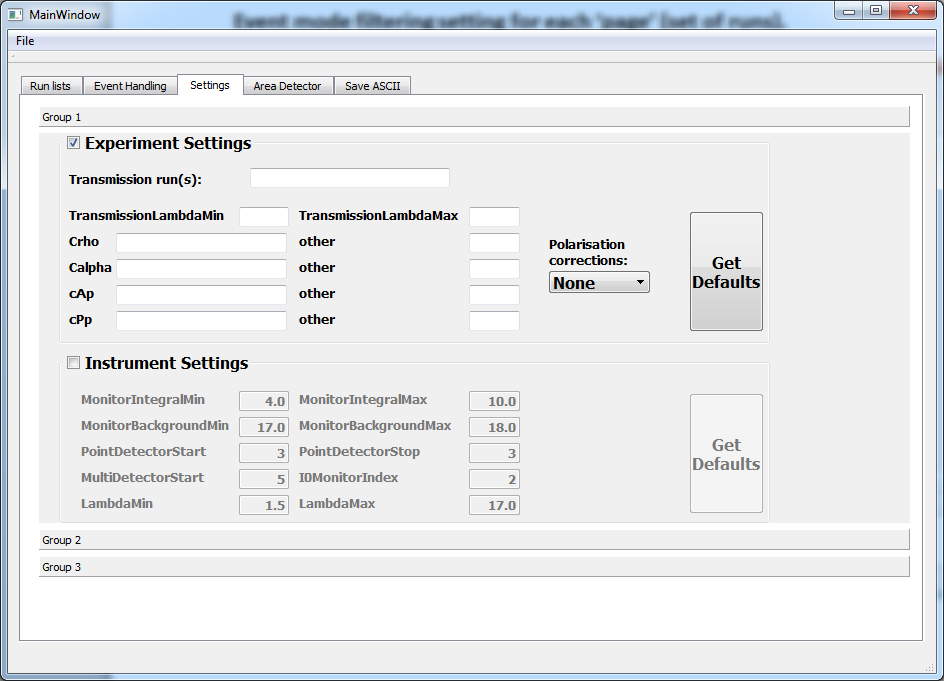 MainWindow
Event mode filtering setting for each 'page' (set of runs).
File
Run lists Event Handling Settings Area Detector Save ASCII
Group 1
Experiment Settings
Transmission run(s):
TransmissionLambdaMin TransmissionLambdaMax
Crho other
Calpha other
cAp other
cPp other
Polarisation
corrections:
None
Get
Defaults
Instrument Settings
MonitorIntegralMin 4.0 MonitorIntegralMax 10.0
MonitorBackgroundMin 17.0 MonitorBackgroundMax 18.0
PointDetectorStart 3 PointDetectorStop 3
MultiDetectorStart 5 I0MonitorIndex 2
LambdaMin 1.5 LambdaMax 17.0
Get
Defaults
Group 2
Group 3